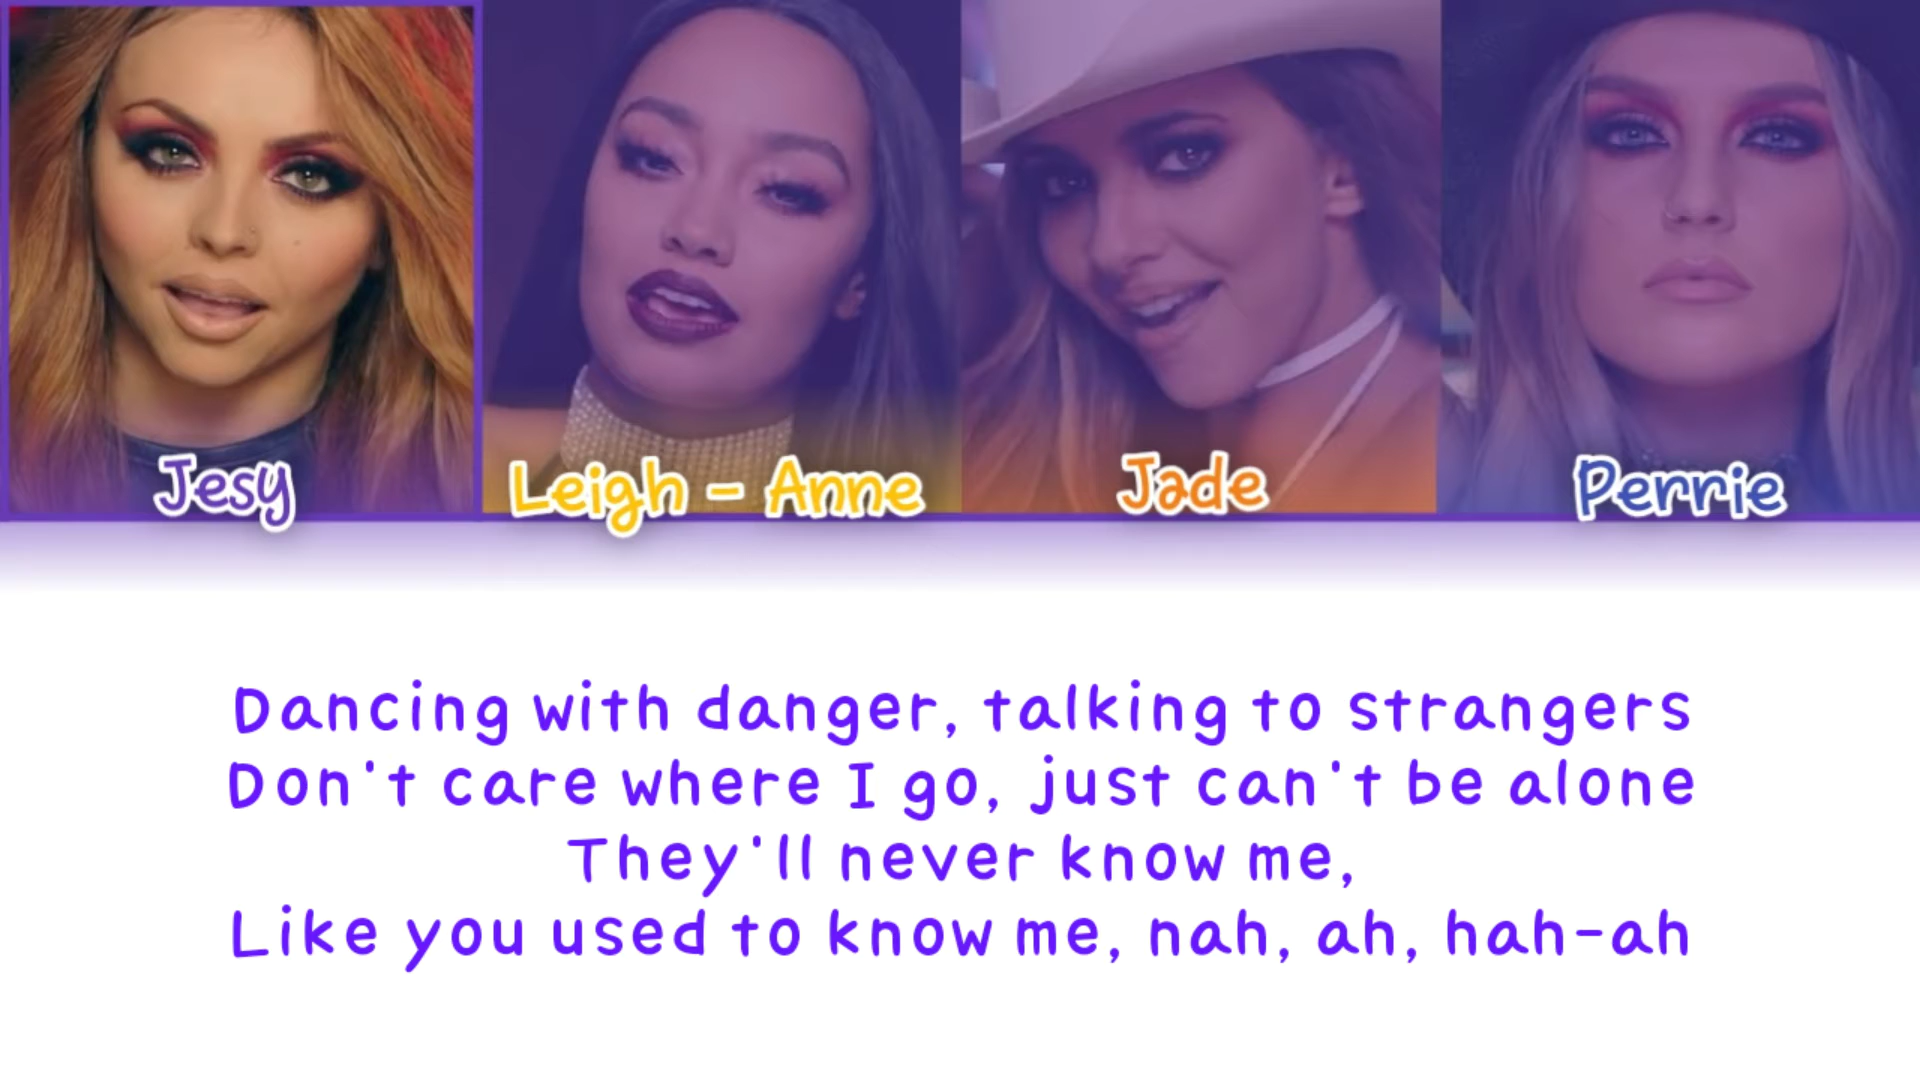 Jesy
Leigh - Anne
Jade
Perrie
Dancing with danger, talking to strangers
Don't care where I go, just can't be alone
They'll never know me,
Like you used to know me, nah, ah, hah-ah